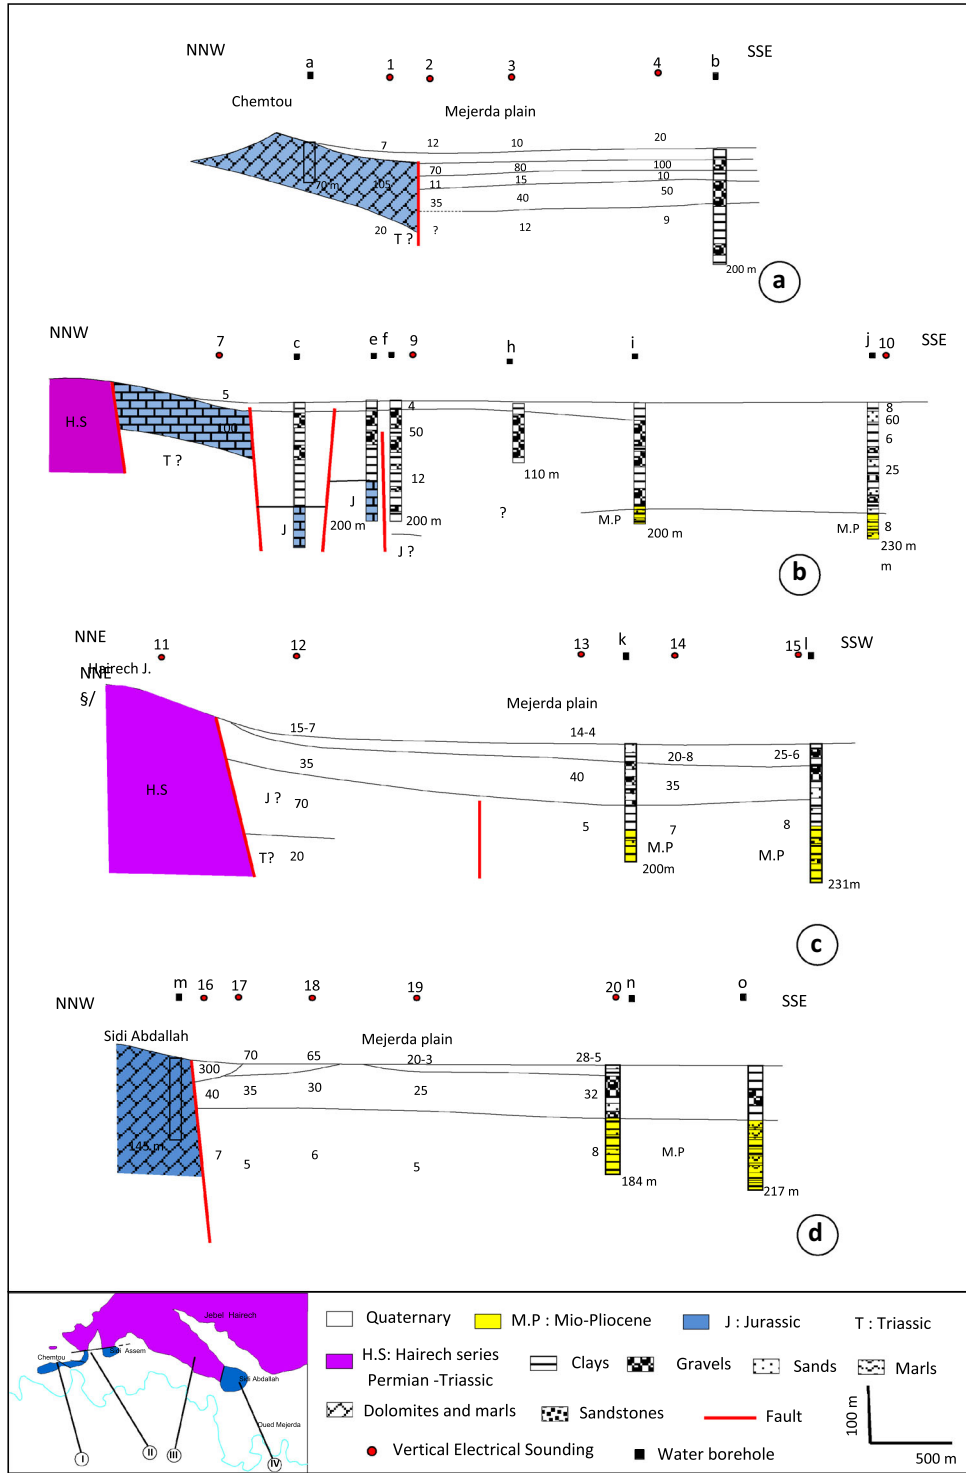 NNW
SSE
a 1 2 3 4 b
Chemtou
Mejerda plain
7 12 10 20
70 80 100
70 m 105 11 15 10
35 40 50
20 T ? ? 12 9
200 m
a
NNW
SSE
7 c e f 9 h i j 10
5 4 8
H.S 100 50 60
T ? 6
12 25
110 m
J J
200 m 200 m ? M.P M.P 8
200 m 230 m
J ? m
b
NNE
SSW
11 12 13 k 14 15 l
Hairech J.
NNE
§/
Mejerda plain
15-7 14-4
35 20-8 25-6
H.S 40 35
J ? 70
5 7 8
T? 20 M.P M.P
200m
231m
c
NNW
SSE
m 16 17 18 19 20 n o
Sidi Abdallah
Mejerda plain
300 70 65 20-3 28-5
40 35 30 25 32
145 m
7 5 6 5 8 M.P
184 m
217 m
d
Jebel Hairech
Chemtou
Sidi Assem
Sidi Abdallah
Oued Mejerda
I II III IV
Quaternary
M.P : Mio-Pliocene
J : Jurassic
T : Triassic
H.S: Hairech series
Permian -Triassic
Clays
Gravels
Sands
Marls
Dolomites and marls
Sandstones
Fault
Vertical Electrical Sounding
Water borehole
100 m
500 m